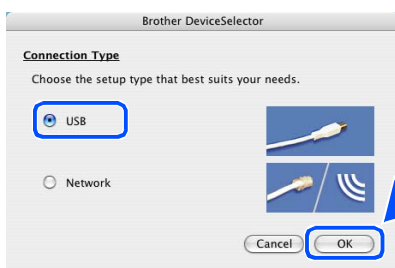 Brother DeviceSelector
Connection Type
Choose the setup type that best suits your needs.
USB
Network
Cancel OK